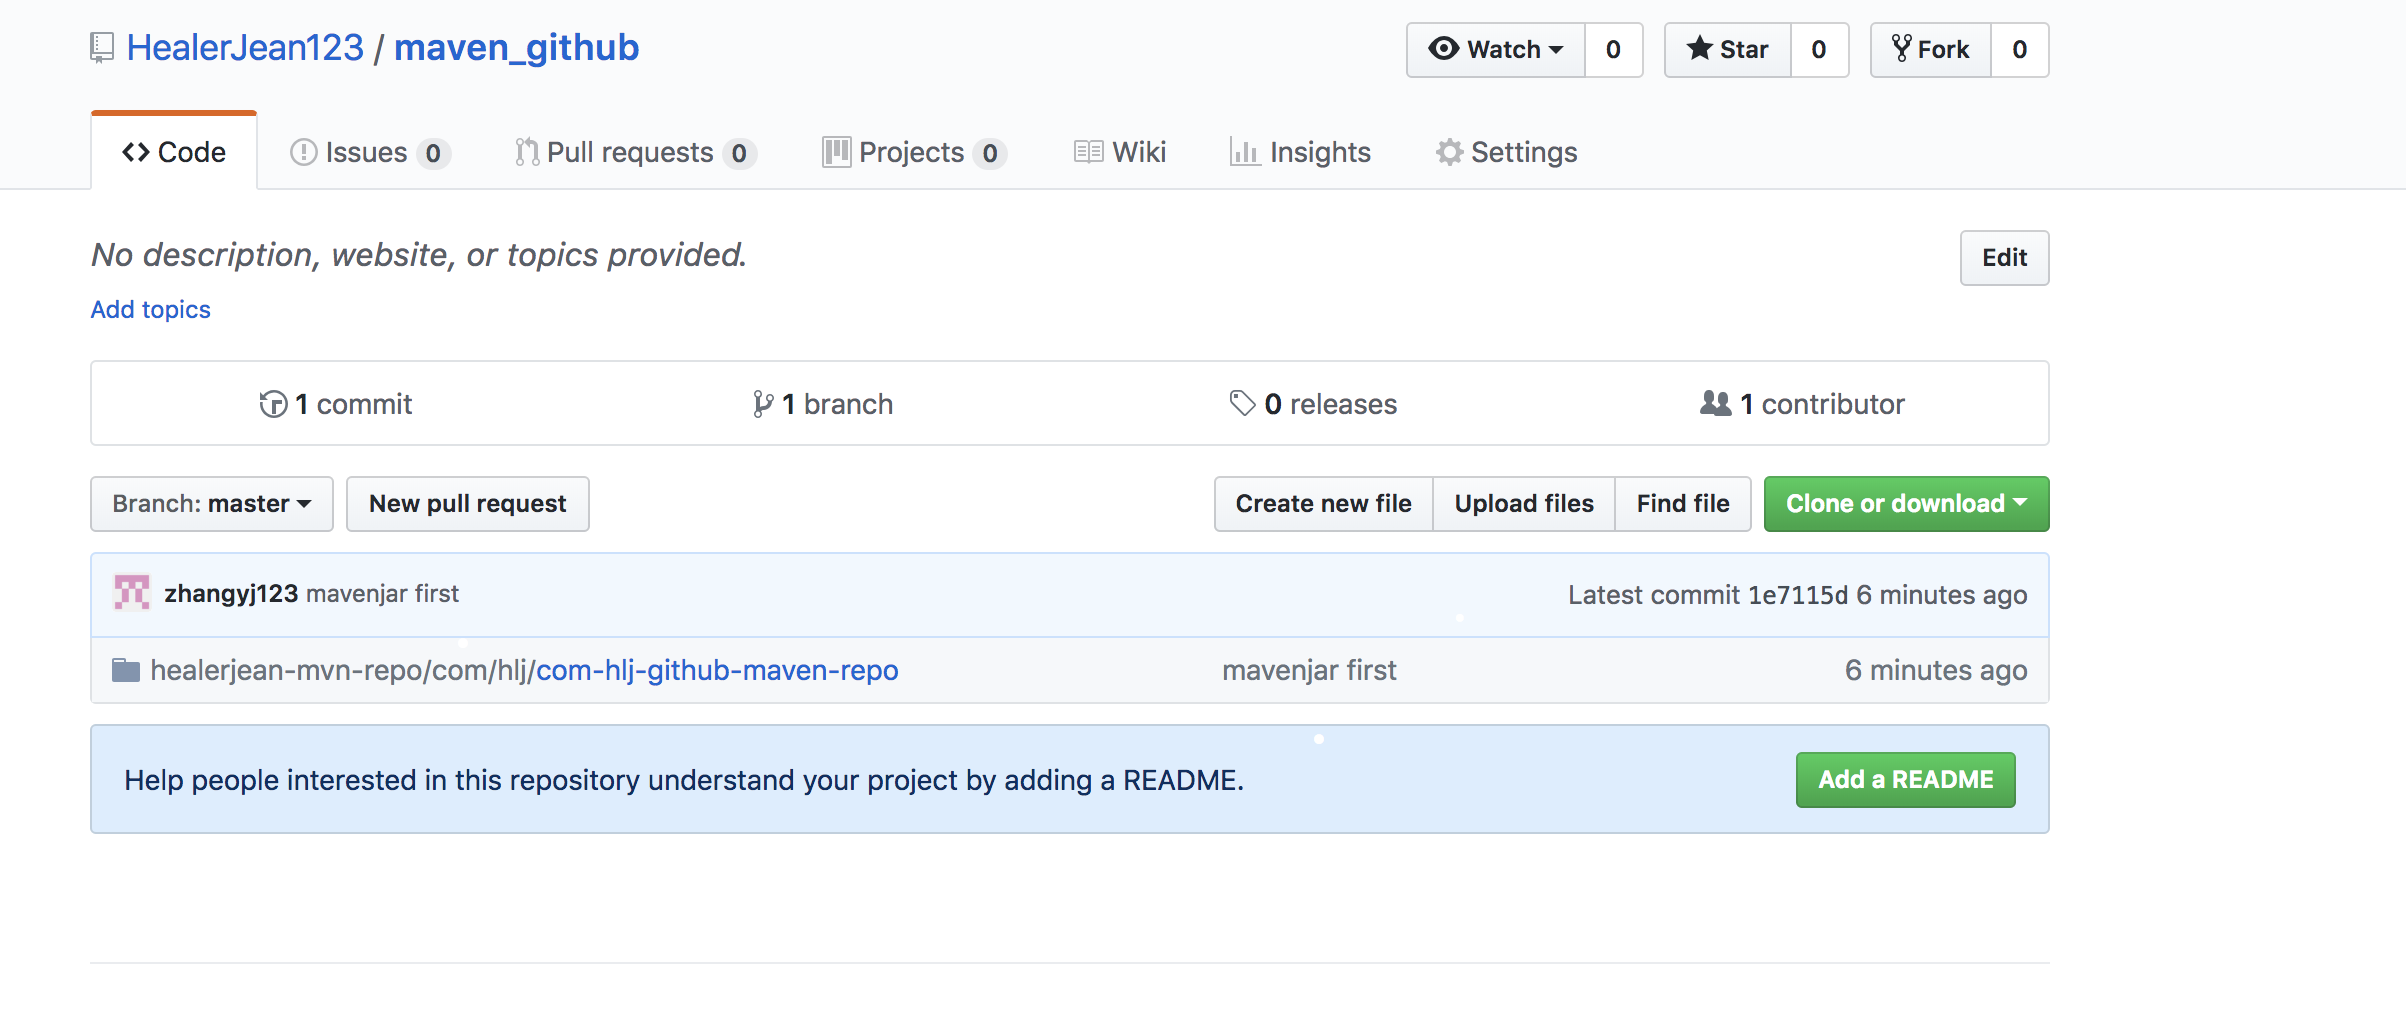 HealerJean123 / maven_github
Watch 0 Star 0 Fork 0
Code Issues 0 Pull requests 0 Projects 0 Wiki Insights Settings
No description, website, or topics provided. Edit
Add topics
1 commit 1 branch 0 releases 1 contributor
Branch: master New pull request Create new file Upload files Find file Clone or download
zhangyj123 mavenjar first Latest commit 1e7115d 6 minutes ago
healerjean-mvn-repo/com/hlj/com-hlj-github-maven-repo mavenjar first 6 minutes ago
Help people interested in this repository understand your project by adding a README. Add a README